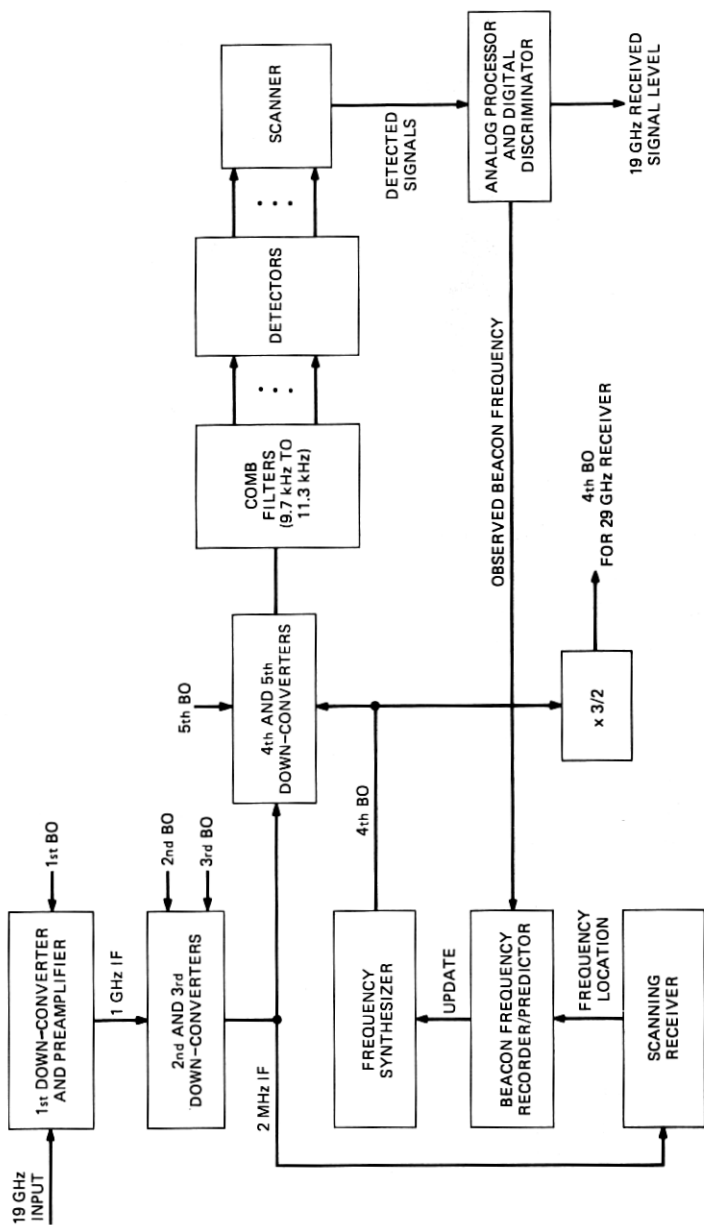 19 GHz
INPUT
1st DOWN–CONVERTER
AND PREAMPLIFIER
1st BO
1 GHz IF
2nd AND 3rd
DOWN–CONVERTERS
2nd BO
3rd BO
2 MHz IF
FREQUENCY
SYNTHESIZER
UPDATE
BEACON FREQUENCY
RECORDER/PREDICTOR
FREQUENCY
LOCATION
SCANNING
RECEIVER
4th BO
5th BO
4th AND 5th
DOWN–CONVERTERS
x 3/2
4th BO
FOR 29 GHz RECEIVER
COMB
FILTERS
(9.7 kHz TO
11.3 kHz)
. . .
DETECTORS
. . .
SCANNER
DETECTED
SIGNALS
OBSERVED BEACON FREQUENCY
ANALOG PROCESSOR
AND DIGITAL
DISCRIMINATOR
19 GHz RECEIVED
SIGNAL LEVEL